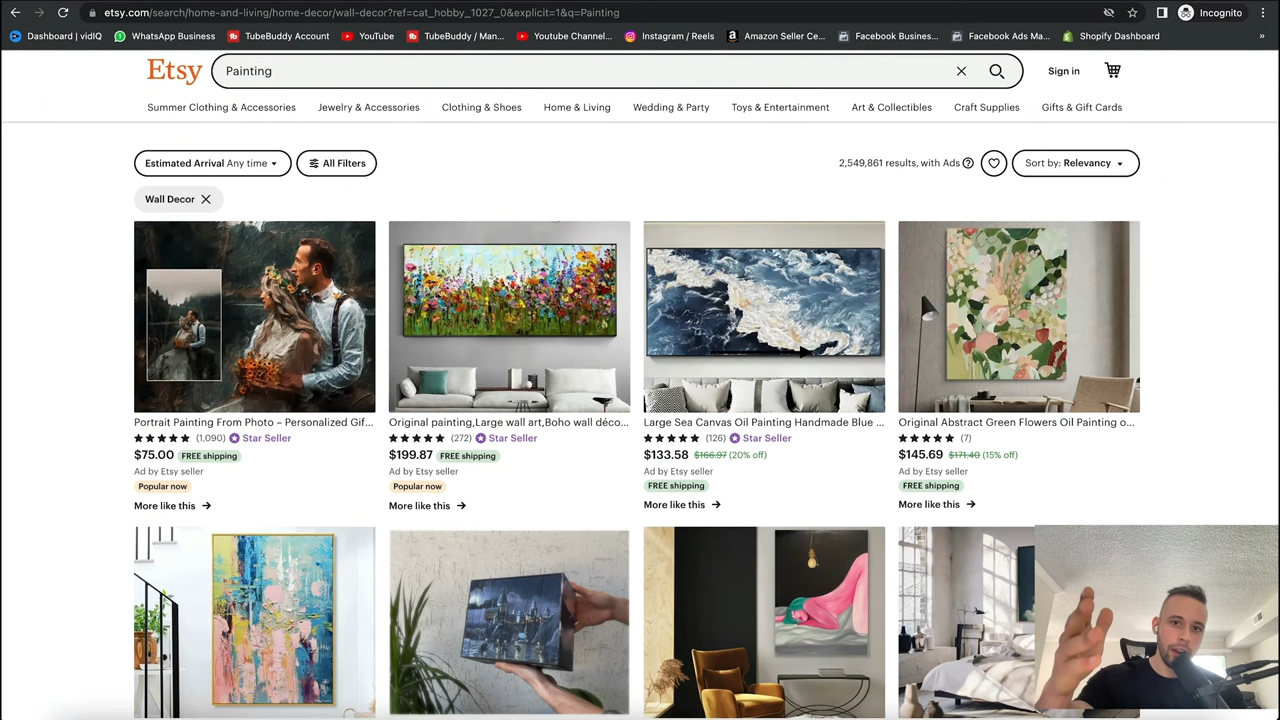 etsy.com/search/home-and-living/home-decor/wall-decor?ref=cat_hobby_1027_0&explicit=1&q=Painting
Incognito
Dashboard | vidIQ
WhatsApp Business
TubeBuddy Account
YouTube
TubeBuddy / Man...
Youtube Channel...
Instagram / Reels
Amazon Seller Ce...
Facebook Busines...
Facebook Ads Ma...
Shopify Dashboard
»
Etsy
Painting
Sign in
Summer Clothing & Accessories
Jewelry & Accessories
Clothing & Shoes
Home & Living
Wedding & Party
Toys & Entertainment
Art & Collectibles
Craft Supplies
Gifts & Gift Cards
Estimated Arrival Any time
All Filters
2,549,861 results, with Ads
Sort by: Relevancy
Wall Decor
Portrait Painting From Photo – Personalized Gif...
(1,090) Star Seller
$75.00 FREE shipping
Ad by Etsy seller
Popular now
More like this
Original painting,Large wall art,Boho wall déco...
(272) Star Seller
$199.87 FREE shipping
Ad by Etsy seller
Popular now
More like this
Large Sea Canvas Oil Painting Handmade Blue ...
(126) Star Seller
$133.58 $166.97 (20% off)
Ad by Etsy seller
FREE shipping
More like this
Original Abstract Green Flowers Oil Painting o...
(7)
$145.69 $171.40 (15% off)
Ad by Etsy seller
FREE shipping
More like this